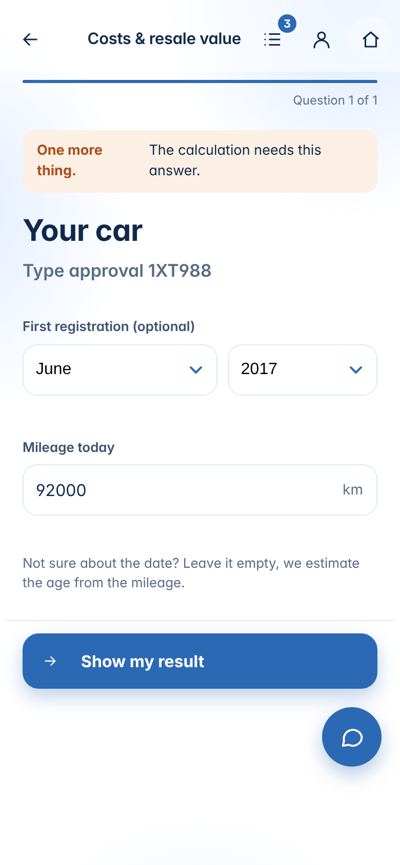 Costs & resale value
3
Question 1 of 1
One more
thing.
The calculation needs this
answer.
Your car
Type approval 1XT988
First registration (optional)
June
2017
Mileage today
92000
km
Not sure about the date? Leave it empty, we estimate
the age from the mileage.
Show my result